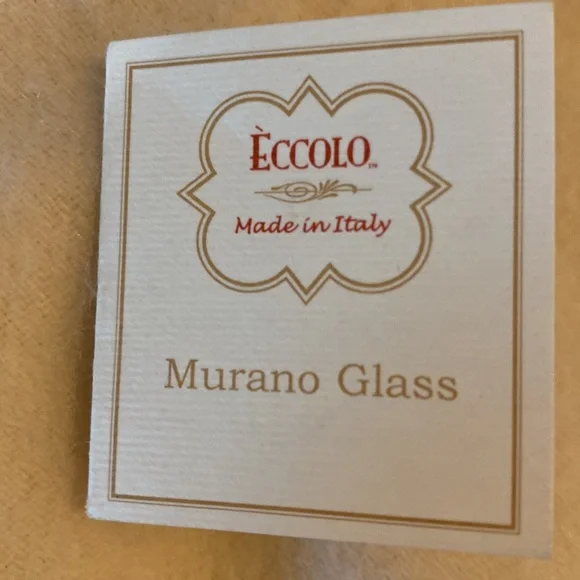 ÈCCOLO™
Made in Italy
Murano Glass